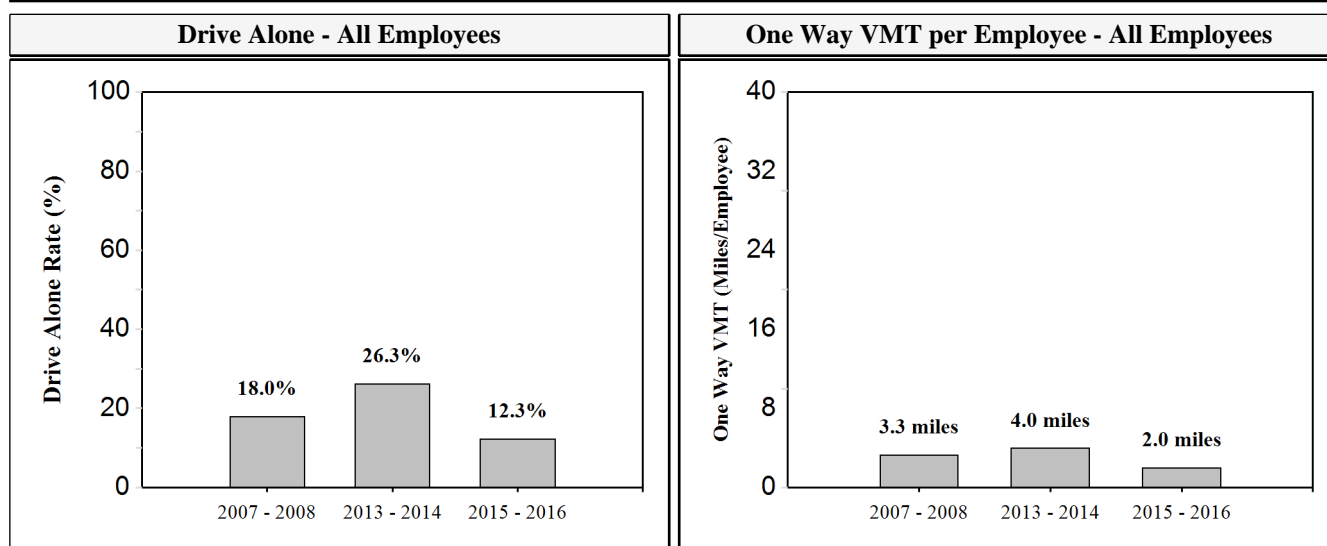 Drive Alone - All Employees
One Way VMT per Employee - All Employees
Drive Alone Rate (%)
100
80
60
40
20
0
18.0%
26.3%
12.3%
2007 - 2008
2013 - 2014
2015 - 2016
One Way VMT (Miles/Employee)
40
32
24
16
8
0
3.3 miles
4.0 miles
2.0 miles
2007 - 2008
2013 - 2014
2015 - 2016